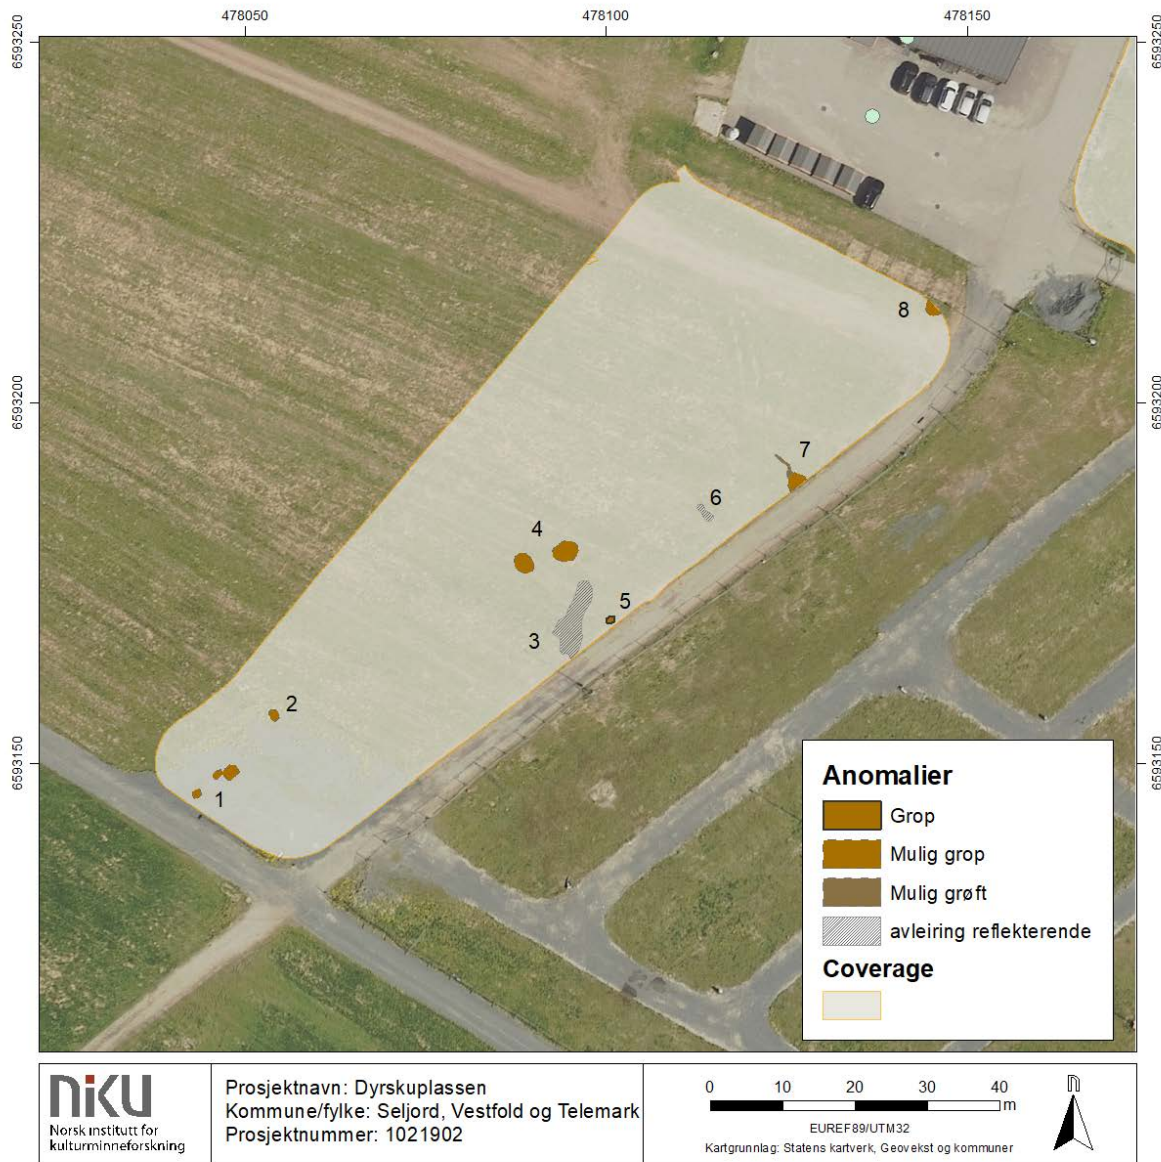 478050 478100 478150
6593250 6593250
8
6593200 6593200
7
6
4
5
3
2
6593150 6593150
1
Anomalier
Grop
Mulig grop
Mulig grøft
avleiring reflekterende
Coverage
NIKU
Norsk institutt for
kulturminneforskning
Prosjektnavn: Dyrskuplassen
Kommune/fylke: Seljord, Vestfold og Telemark
Prosjektnummer: 1021902
0 10 20 30 40
m
EUREF89/UTM32
Kartgrunnlag: Statens kartverk, Geovekst og kommuner
n